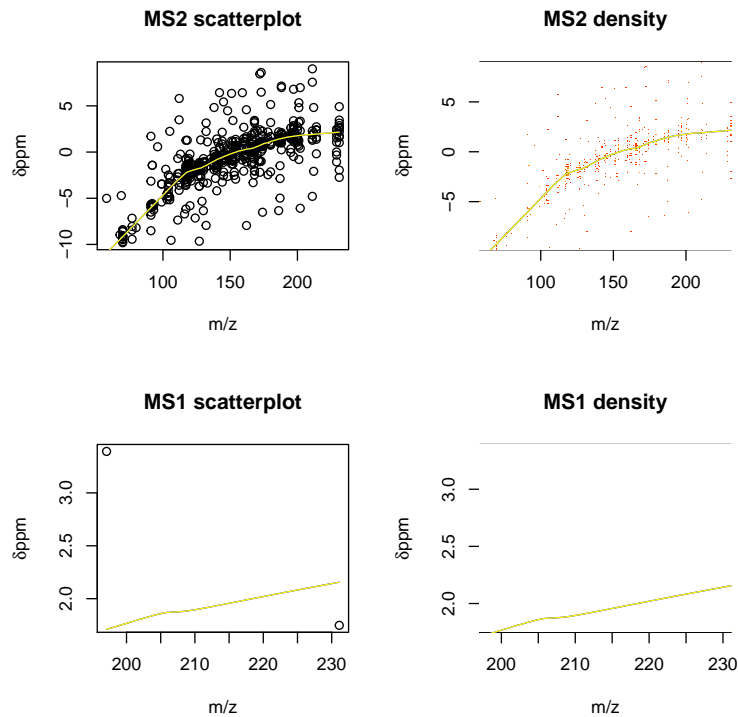 MS2 scatterplot
δppm
5
0
−5
−10
100 150 200
m/z
MS2 density
δppm
5
0
−5
100 150 200
m/z
MS1 scatterplot
δppm
3.0
2.5
2.0
200 210 220 230
m/z
MS1 density
δppm
3.0
2.5
2.0
200 210 220 230
m/z